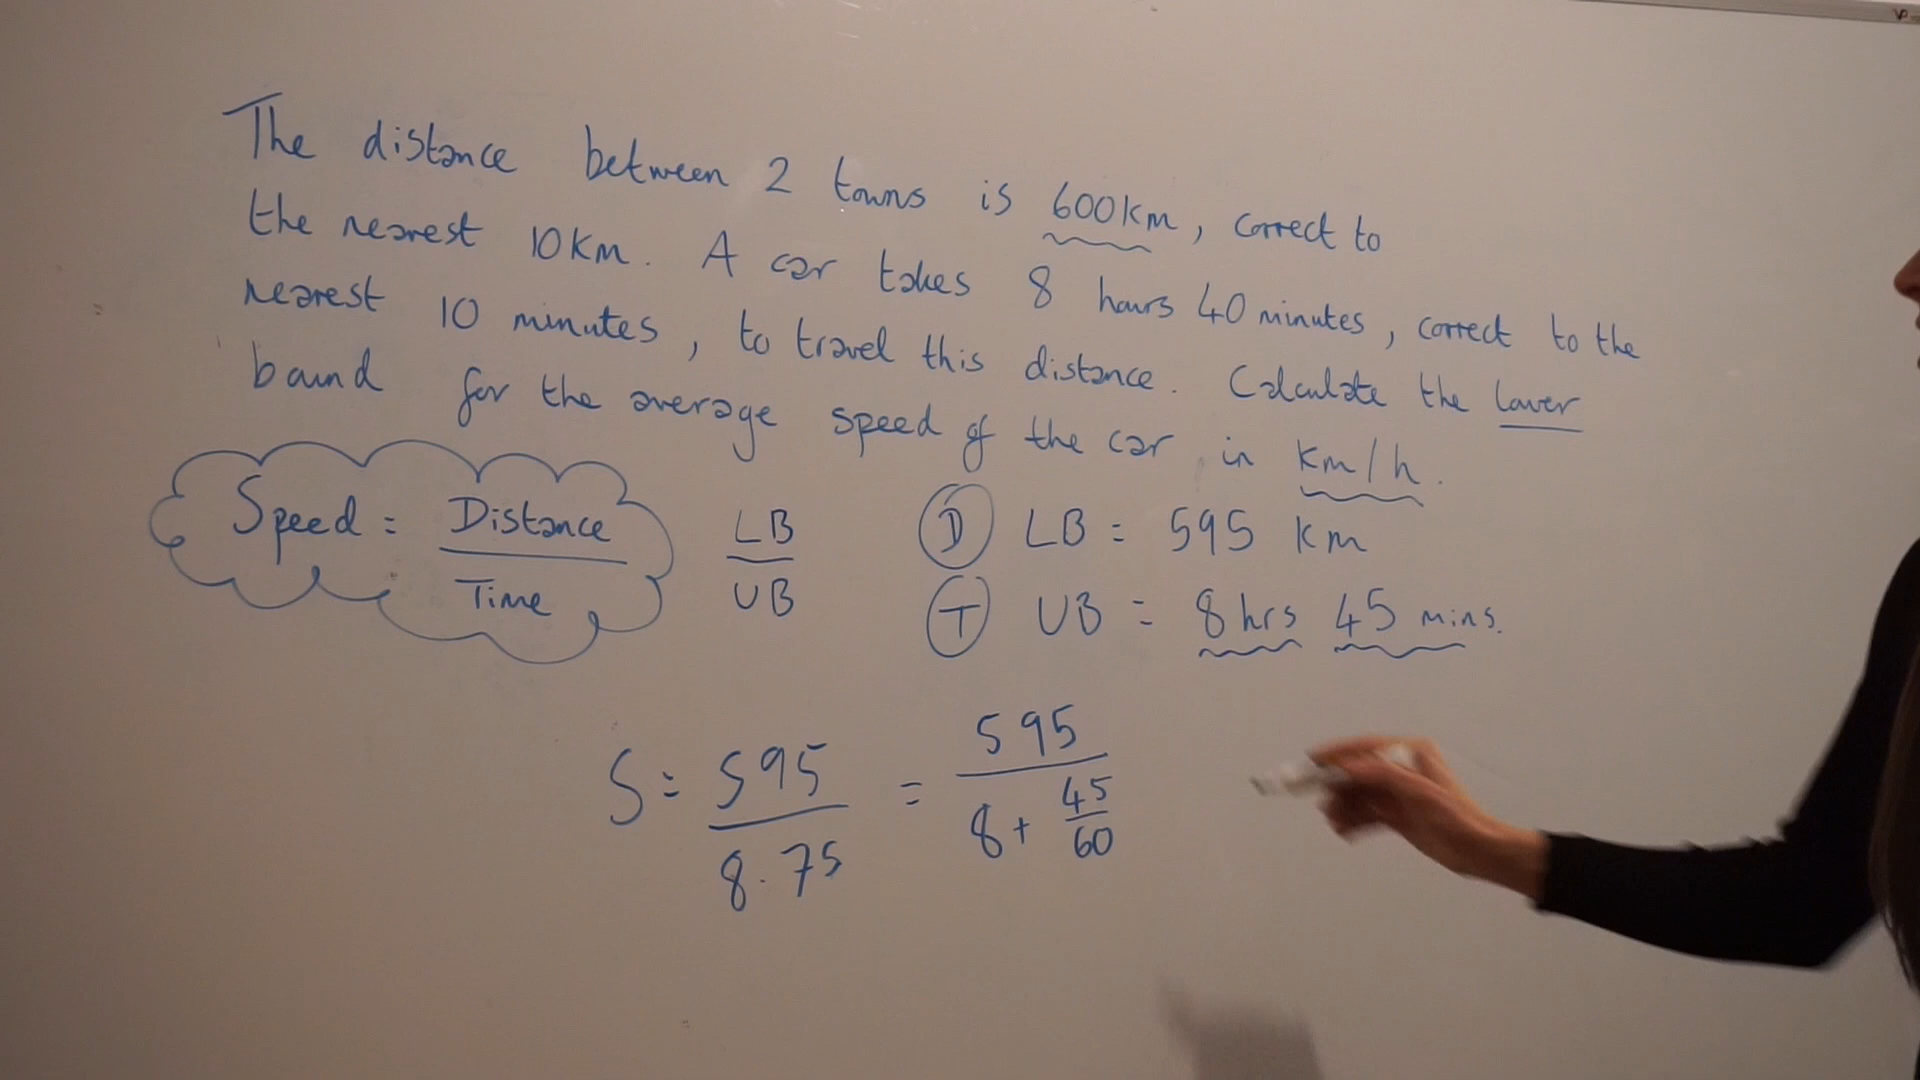 The distance between 2 towns is 600km, correct to
the nearest 10km. A car takes 8 hours 40 minutes, correct to the
nearest 10 minutes, to travel this distance. Calculate the lower
bound for the average speed of the car in km/h.
Speed = Distance / Time
LB / UB
D LB = 595 km
T UB = 8 hrs 45 mins.
S = 595 / 8.75 = 595 / 8 + 45/60